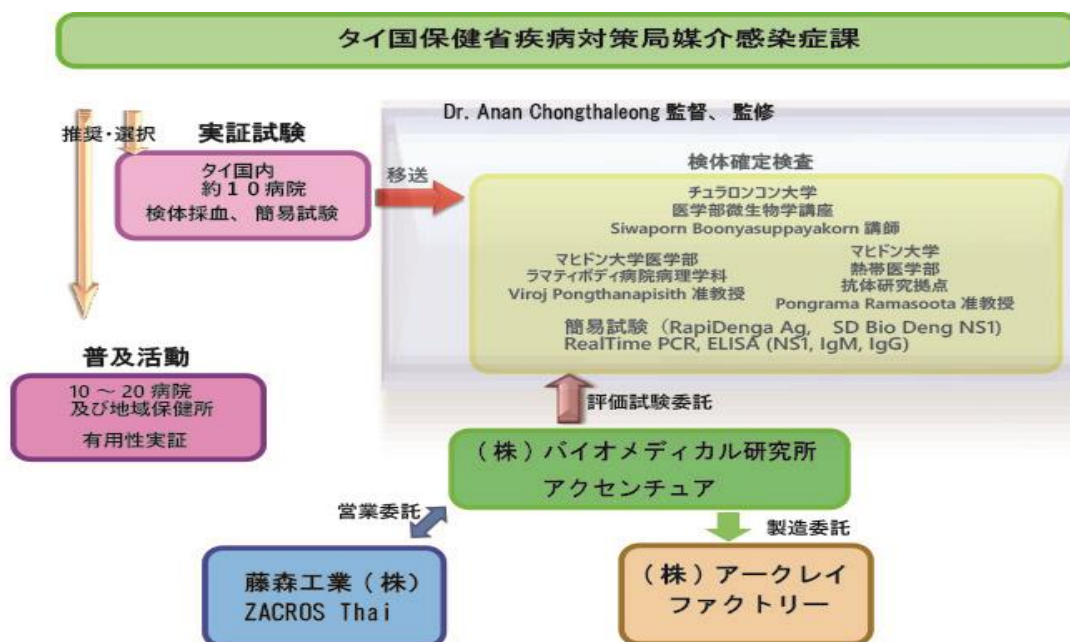 タイ国保健省疾病対策局媒介感染症課
Dr. Anan Chongthaleong 監督、監修
推奨・選択
実証試験
タイ国内
約１０病院
検体採血、簡易試験
移送
検体確定検査
チュラロンコン大学
医学部微生物学講座
Siwaporn Boonyasuppayakorn 講師
マヒドン大学医学部
ラマティボディ病院病理学科
Viroj Pongthanapisith 准教授
マヒドン大学
熱帯医学部
抗体研究拠点
Pongrama Ramasoota 准教授
簡易試験（RapiDenga Ag, SD Bio Deng NS1)
RealTime PCR, ELISA (NS1, IgM, IgG)
普及活動
10 ～ 20 病院
及び地域保健所
有用性実証
評価試験委託
（株）バイオメディカル研究所
アクセンチュア
営業委託
製造委託
藤森工業（株）
ZACROS Thai
（株）アークレイ
ファクトリー